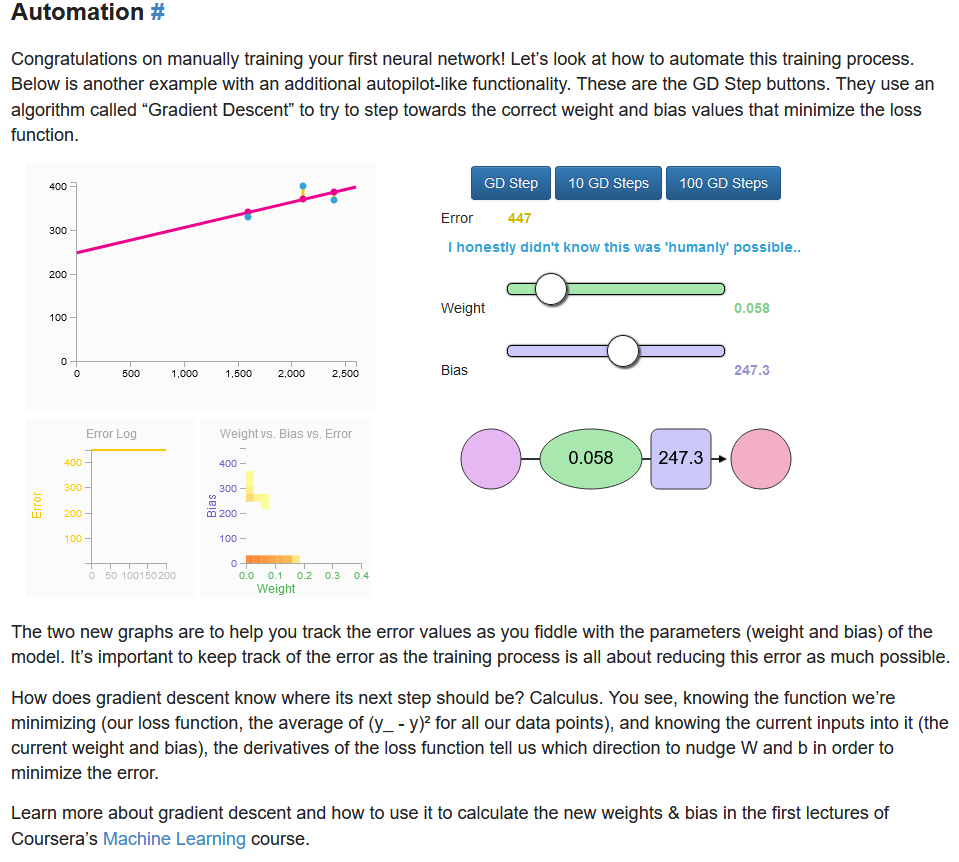 Automation #
Congratulations on manually training your first neural network! Let’s look at how to automate this training process.
Below is another example with an additional autopilot-like functionality. These are the GD Step buttons. They use an
algorithm called “Gradient Descent” to try to step towards the correct weight and bias values that minimize the loss
function.
400
300
200
100
0
0 500 1,000 1,500 2,000 2,500
GD Step 10 GD Steps 100 GD Steps
Error 447
I honestly didn't know this was 'humanly' possible..
Weight 0.058
Bias 247.3
0.058 247.3
Error Log
400
300
200
100
Error
0 50 100150200
Weight vs. Bias vs. Error
400
300
200
100
0
Bias
0.0 0.1 0.2 0.3 0.4
Weight
The two new graphs are to help you track the error values as you fiddle with the parameters (weight and bias) of the
model. It’s important to keep track of the error as the training process is all about reducing this error as much possible.
How does gradient descent know where its next step should be? Calculus. You see, knowing the function we’re
minimizing (our loss function, the average of (y_ - y)² for all our data points), and knowing the current inputs into it (the
current weight and bias), the derivatives of the loss function tell us which direction to nudge W and b in order to
minimize the error.
Learn more about gradient descent and how to use it to calculate the new weights & bias in the first lectures of
Coursera’s Machine Learning course.